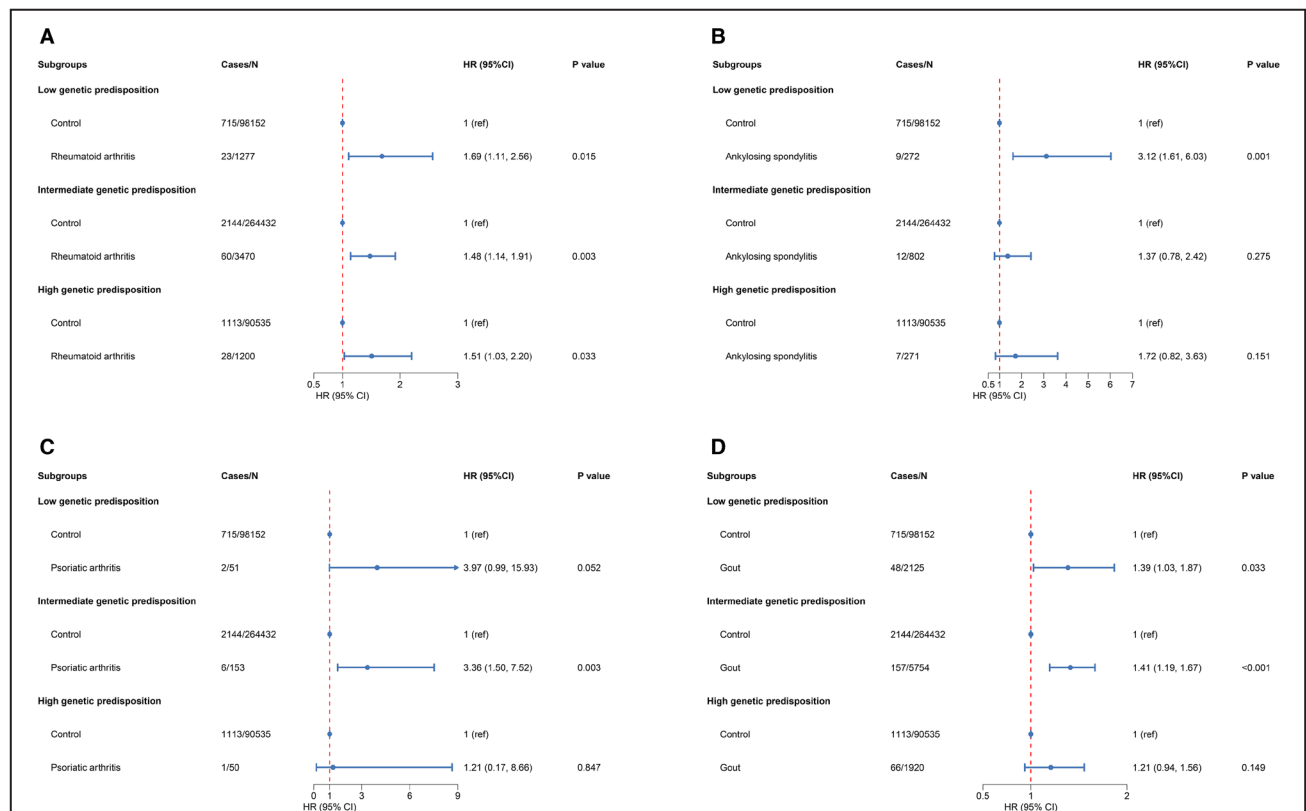 A
Subgroups Cases/N HR (95%CI) P value
Low genetic predisposition
Control 715/98152 1 (ref)
Rheumatoid arthritis 23/1277 1.69 (1.11, 2.56) 0.015
Intermediate genetic predisposition
Control 2144/264432 1 (ref)
Rheumatoid arthritis 60/3470 1.48 (1.14, 1.91) 0.003
High genetic predisposition
Control 1113/90535 1 (ref)
Rheumatoid arthritis 28/1200 1.51 (1.03, 2.20) 0.033
0.5 1 2 3
HR (95% CI)
B
Subgroups Cases/N HR (95%CI) P value
Low genetic predisposition
Control 715/98152 1 (ref)
Ankylosing spondylitis 9/272 3.12 (1.61, 6.03) 0.001
Intermediate genetic predisposition
Control 2144/264432 1 (ref)
Ankylosing spondylitis 12/802 1.37 (0.78, 2.42) 0.275
High genetic predisposition
Control 1113/90535 1 (ref)
Ankylosing spondylitis 7/271 1.72 (0.82, 3.63) 0.151
0.5 1 2 3 4 5 6 7
HR (95% CI)
C
Subgroups Cases/N HR (95%CI) P value
Low genetic predisposition
Control 715/98152 1 (ref)
Psoriatic arthritis 2/51 3.97 (0.99, 15.93) 0.052
Intermediate genetic predisposition
Control 2144/264432 1 (ref)
Psoriatic arthritis 6/153 3.36 (1.50, 7.52) 0.003
High genetic predisposition
Control 1113/90535 1 (ref)
Psoriatic arthritis 1/50 1.21 (0.17, 8.66) 0.847
0 1 3 6 9
HR (95% CI)
D
Subgroups Cases/N HR (95%CI) P value
Low genetic predisposition
Control 715/98152 1 (ref)
Gout 48/2125 1.39 (1.03, 1.87) 0.033
Intermediate genetic predisposition
Control 2144/264432 1 (ref)
Gout 157/5754 1.41 (1.19, 1.67) <0.001
High genetic predisposition
Control 1113/90535 1 (ref)
Gout 66/1920 1.21 (0.94, 1.56) 0.149
0.5 1 2
HR (95% CI)